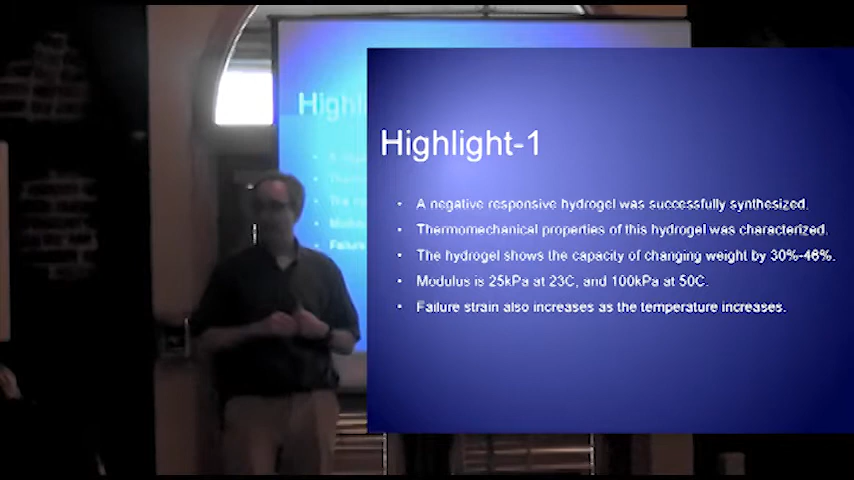 Highlight-1
• A negative responsive hydrogel was successfully synthesized.
• Thermomechanical properties of this hydrogel was characterized.
• The hydrogel shows the capacity of changing weight by 30%-46%.
• Modulus is 25kPa at 23C, and 100kPa at 50C.
• Failure strain also increases as the temperature increases.
Highl
Failure